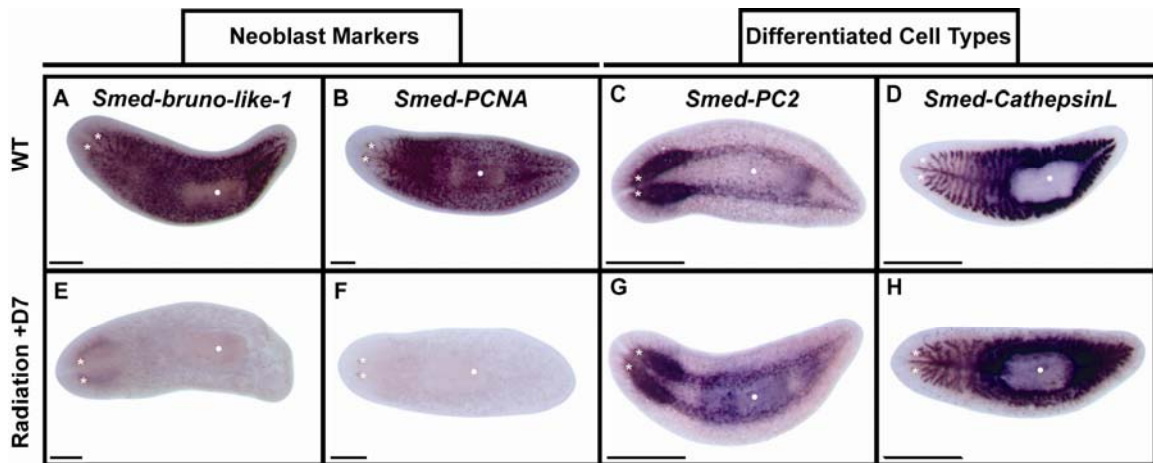 Neoblast Markers
Differentiated Cell Types
WT
A Smed-bruno-like-1
B Smed-PCNA
C Smed-PC2
D Smed-CathepsinL
Radiation +D7
E
F
G
H